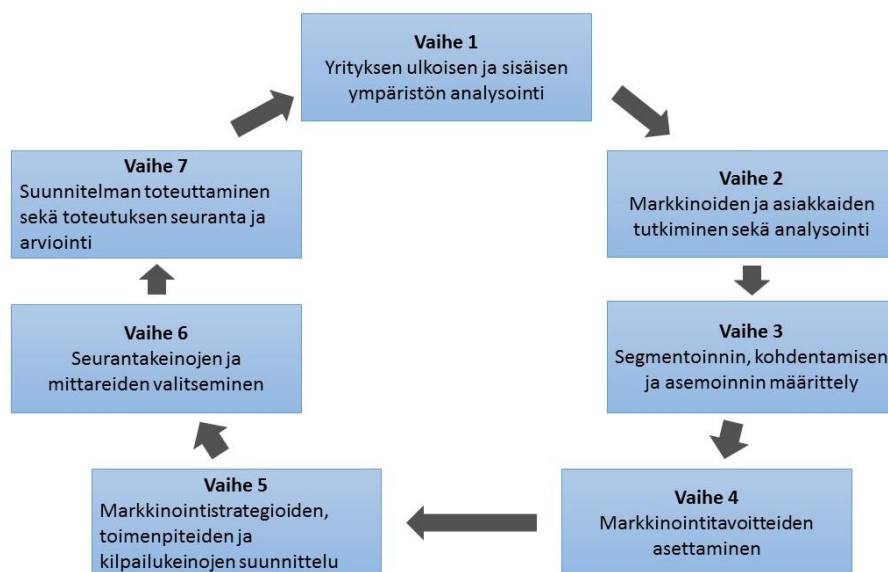 Vaihe 1
Yrityksen ulkoisen ja sisäisen
ympäristön analysointi
Vaihe 2
Markkinoiden ja asiakkaiden
tutkiminen sekä analysointi
Vaihe 3
Segmentoinnin, kohdentamisen
ja asemoinnin määrittely
Vaihe 4
Markkinointitavoitteiden
asettaminen
Vaihe 5
Markkinointistrategioiden,
toimenpiteiden ja
kilpailukeinojen suunnittelu
Vaihe 6
Seurantakeinojen ja
mittareiden valitseminen
Vaihe 7
Suunnitelman toteuttaminen
sekä toteutuksen seuranta ja
arviointi